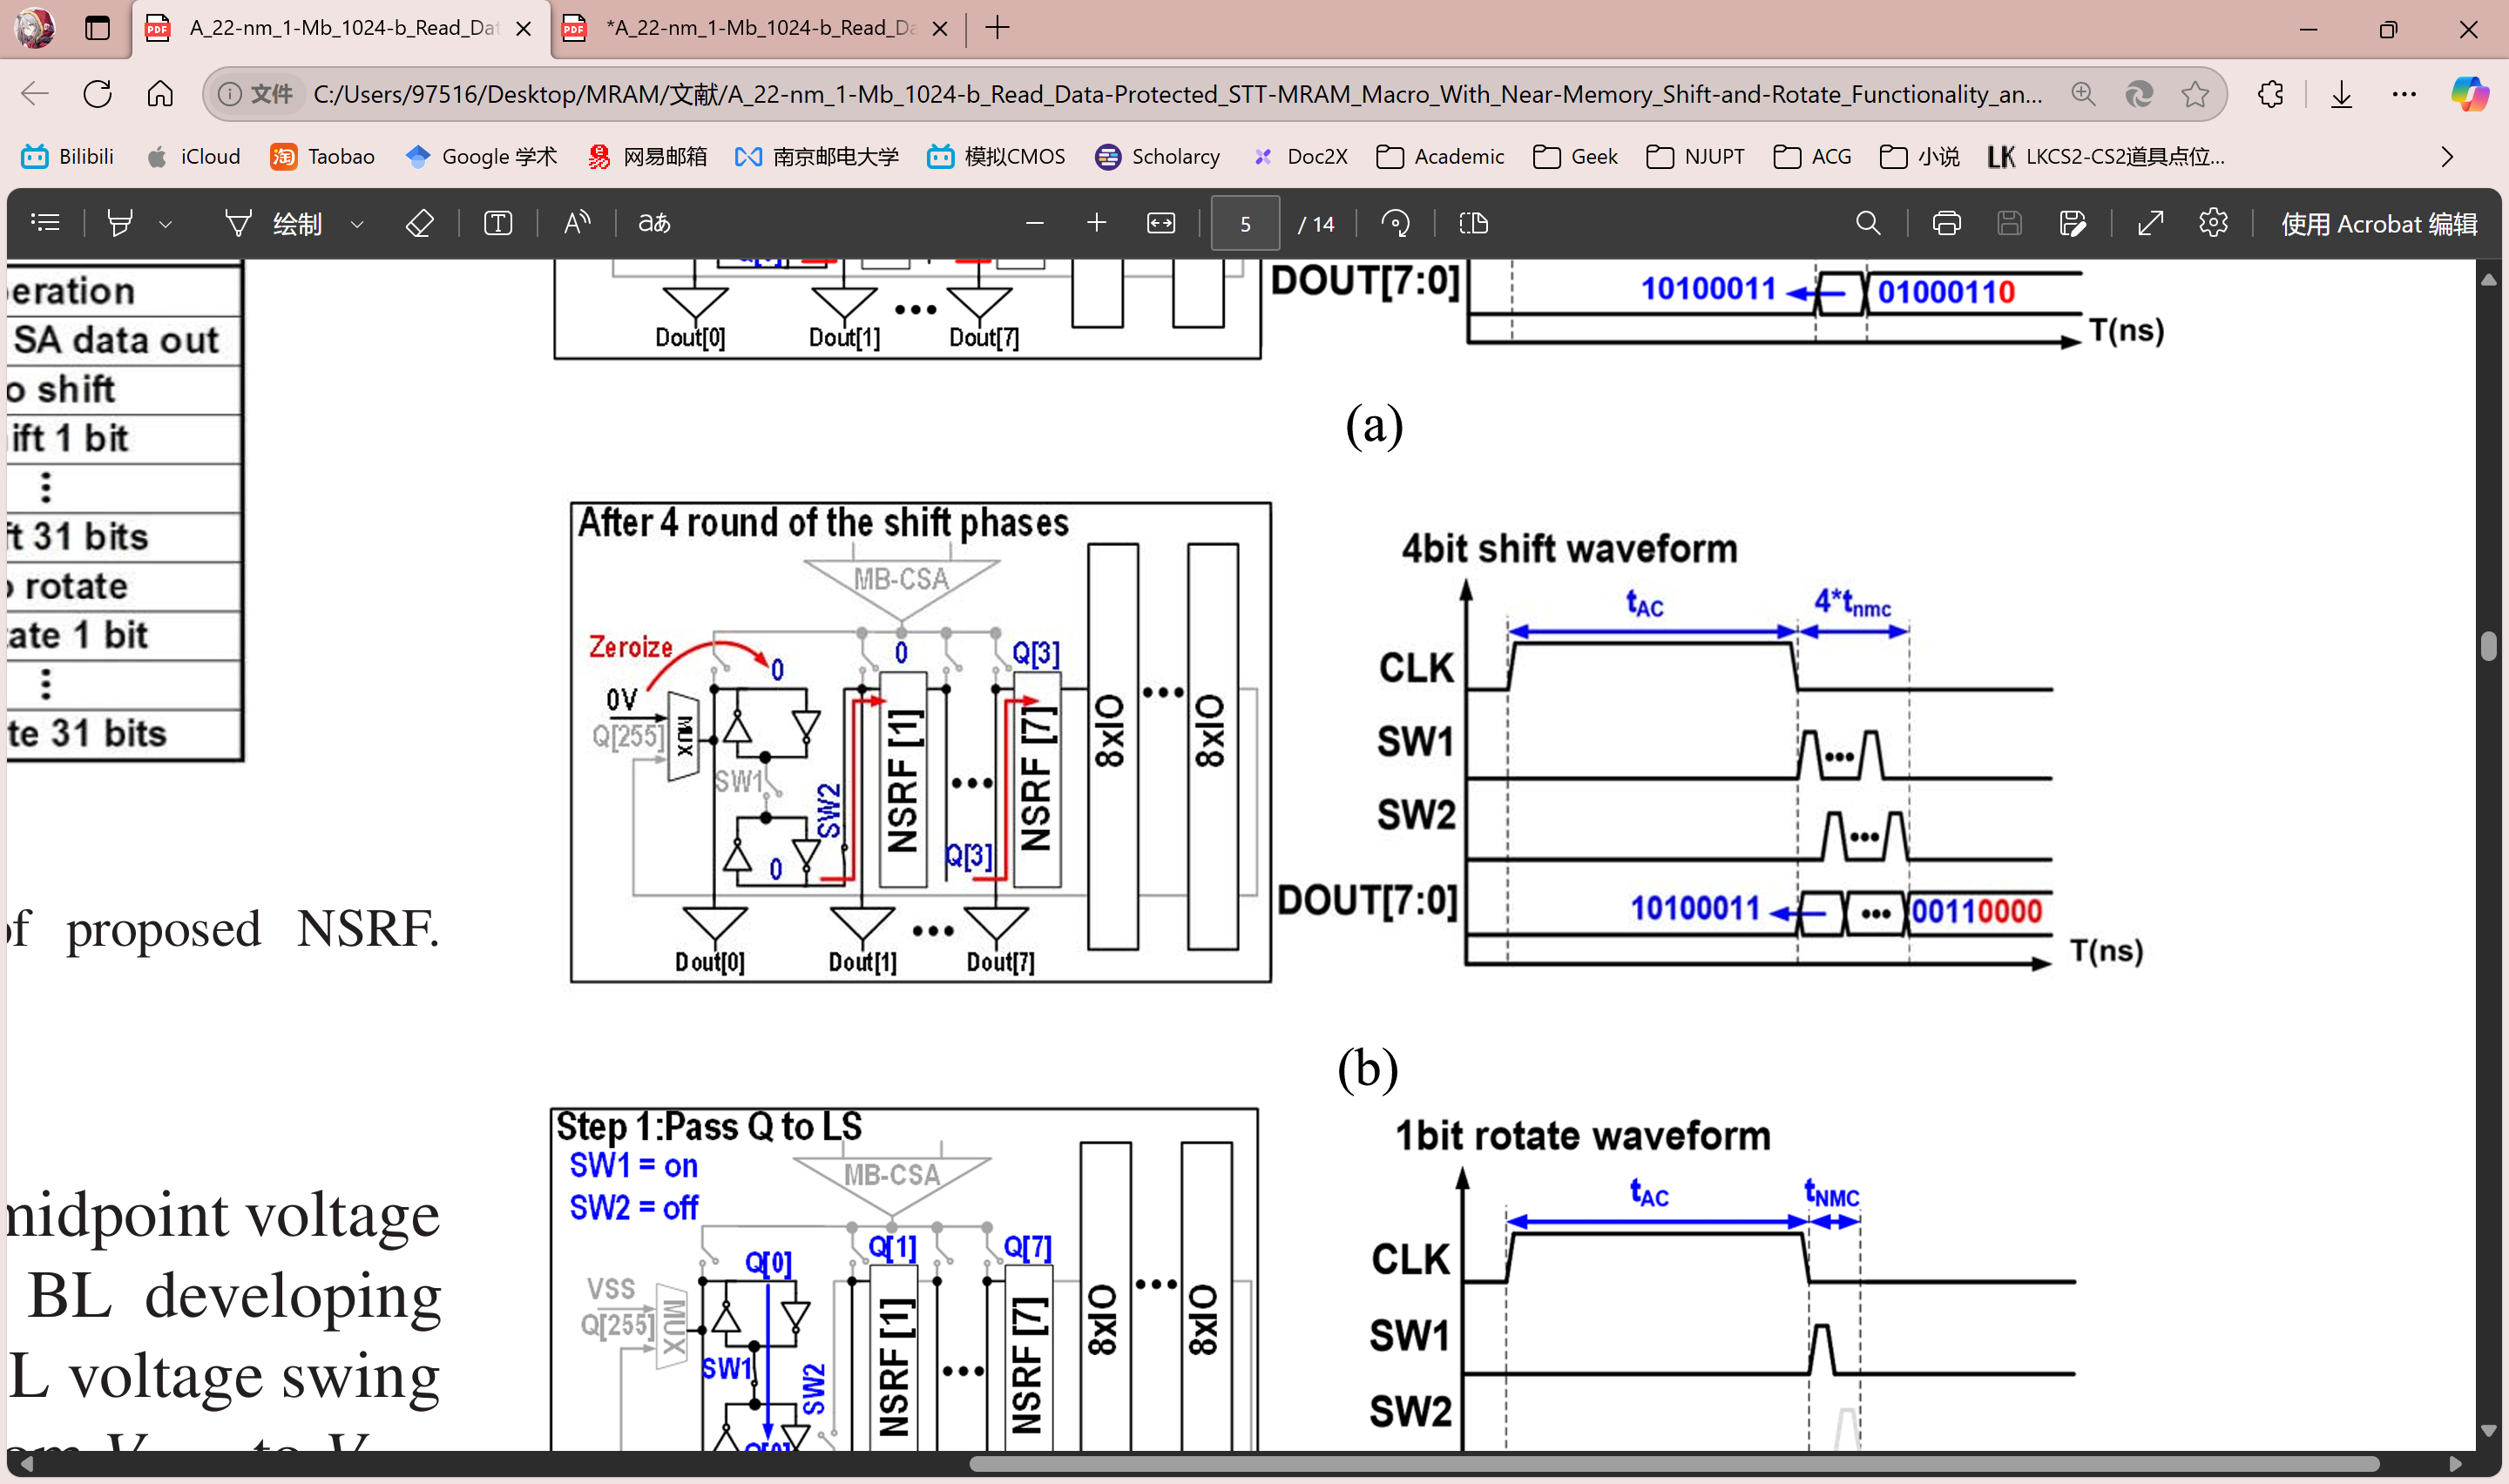 A_22-nm_1-Mb_1024-b_Read_Dat
*A_22-nm_1-Mb_1024-b_Read_Da
文件
C:/Users/97516/Desktop/MRAM/文献/A_22-nm_1-Mb_1024-b_Read_Data-Protected_STT-MRAM_Macro_With_Near-Memory_Shift-and-Rotate_Functionality_an...
Bilibili
iCloud
Taobao
Google 学术
网易邮箱
南京邮电大学
模拟CMOS
Scholarcy
Doc2X
Academic
Geek
NJUPT
ACG
小说
LKCS2-CS2道具点位...
绘制
aあ
5
/ 14
使用 Acrobat 编辑
eration
SA data out
o shift
ift 1 bit
ft 31 bits
rotate
ate 1 bit
te 31 bits
of proposed NSRF.
midpoint voltage
BL developing
L voltage swing
Dout[0]
Dout[1]
Dout[7]
DOUT[7:0]
10100011
01000110
T(ns)
(a)
After 4 round of the shift phases
MB-CSA
Zeroize
0
0
Q[3]
0V
Q[255]
MUX
SW1
SW2
0
NSRF [1]
Q[3]
NSRF [7]
8xIO
8xIO
Dout[0]
Dout[1]
Dout[7]
4bit shift waveform
tAC
4*tnmc
CLK
SW1
SW2
DOUT[7:0]
10100011
00110000
T(ns)
(b)
Step 1:Pass Q to LS
SW1 = on
SW2 = off
MB-CSA
Q[0]
Q[1]
Q[7]
VSS
Q[255]
MUX
SW1
SW2
NSRF [1]
NSRF [7]
8xIO
8xIO
1bit rotate waveform
tAC
tNMC
CLK
SW1
SW2